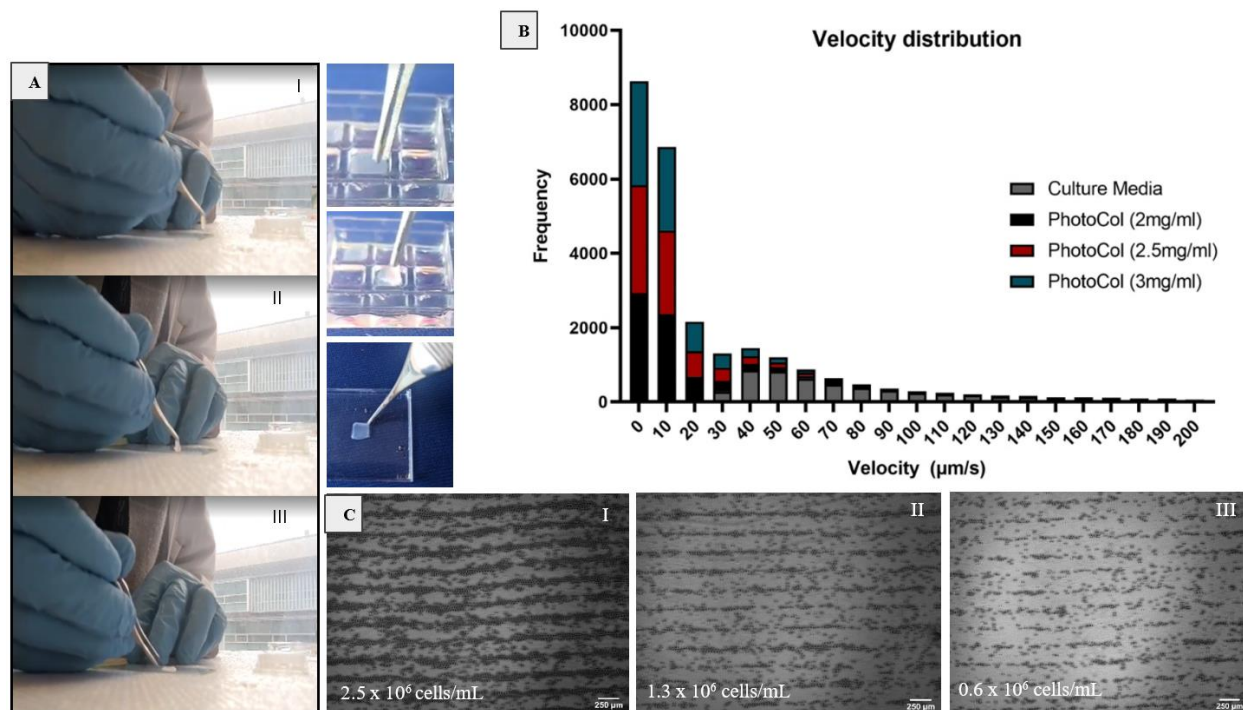 A
I
II
III
B
Velocity distribution
Frequency
10000
8000
6000
4000
2000
0
Culture Media
PhotoCol (2mg/ml)
PhotoCol (2.5mg/ml)
PhotoCol (3mg/ml)
0 10 20 30 40 50 60 70 80 90 100 110 120 130 140 150 160 170 180 190 200
Velocity (µm/s)
C
I
2.5 x 10⁶ cells/mL
250 µm
II
1.3 x 10⁶ cells/mL
250 µm
III
0.6 x 10⁶ cells/mL
250 µm